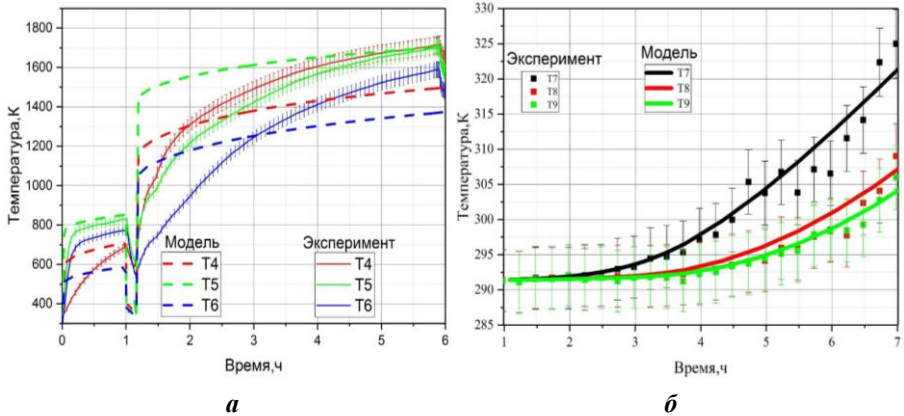 1800
1600
1400
1200
1000
800
600
400
Температура,К
0 1 2 3 4 5 6
Время,ч
Модель
T4
T5
T6
Эксперимент
T4
T5
T6
а
330
325
320
315
310
305
300
295
290
285
Температура,К
1 2 3 4 5 6 7
Время,ч
Эксперимент
T7
T8
T9
Модель
T7
T8
T9
б